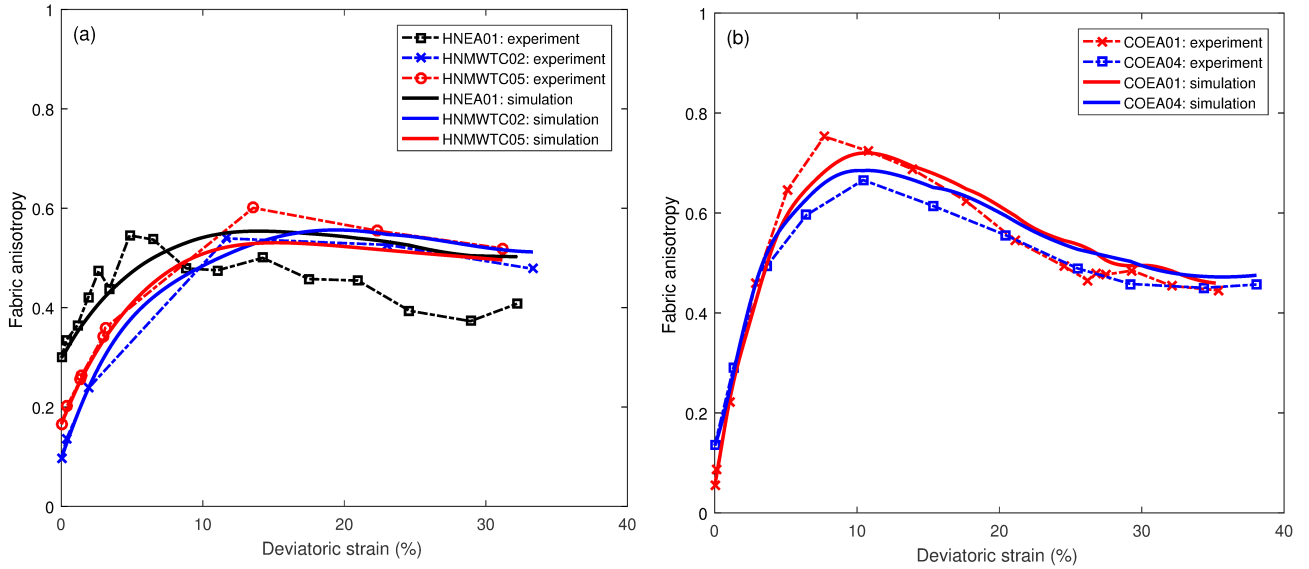 (a)
HNEA01: experiment
HNMWTC02: experiment
HNMWTC05: experiment
HNEA01: simulation
HNMWTC02: simulation
HNMWTC05: simulation
1
0.8
0.6
0.4
0.2
0
Fabric anisotropy
0 10 20 30 40
Deviatoric strain (%)
(b)
COEA01: experiment
COEA04: experiment
COEA01: simulation
COEA04: simulation
1
0.8
0.6
0.4
0.2
0
Fabric anisotropy
0 10 20 30 40
Deviatoric strain (%)